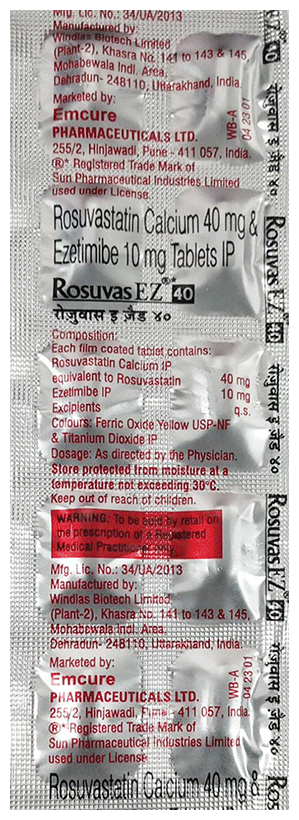 Mfg. Lic. No.: 34/UA/2013
Manufactured by:
Windlas Biotech Limited
(Plant-2), Khasra No. 141 to 143 & 145,
Mohabewala Indl. Area,
Dehradun- 248110, Uttarakhand, India.
Marketed by:
Emcure
PHARMACEUTICALS LTD.
255/2, Hinjawadi, Pune - 411 057, India.
®* Registered Trade Mark of
Sun Pharmaceutical Industries Limited
used under License.
WB-A
04 23 01
Rosuvastatin Calcium 40 mg &
Ezetimibe 10 mg Tablets IP
ROSUVAS EZ®* 40
रोज़ुवास इ ज़ैड ४०
Composition:
Each film coated tablet contains:
Rosuvastatin Calcium IP
equivalent to Rosuvastatin 40 mg
Ezetimibe IP 10 mg
Excipients q.s.
Colours: Ferric Oxide Yellow USP-NF
& Titanium Dioxide IP
Dosage: As directed by the Physician.
Store protected from moisture at a
temperature not exceeding 30°C.
Keep out of reach of children.
WARNING: To be sold by retail on
the prescription of a Registered
Medical Practitioner only.
Mfg. Lic. No.: 34/UA/2013
Manufactured by:
Windlas Biotech Limited
(Plant-2), Khasra No. 141 to 143 & 145,
Mohabewala Indl. Area,
Dehradun- 248110, Uttarakhand, India.
Marketed by:
Emcure
PHARMACEUTICALS LTD.
255/2, Hinjawadi, Pune - 411 057, India.
®* Registered Trade Mark of
Sun Pharmaceutical Industries Limited
used under License
WB-A
04 23 01
Rosuvastatin Calcium 40 mg &
EZ 40
रोज़ुवास इ ज़ैड ४०
ROSUVAS EZ 40
रोज़ुवास इ ज़ैड ४०
ROSUVAS EZ 40
रोज़ुवास इ ज़ैड ४०
ROSUVAS EZ